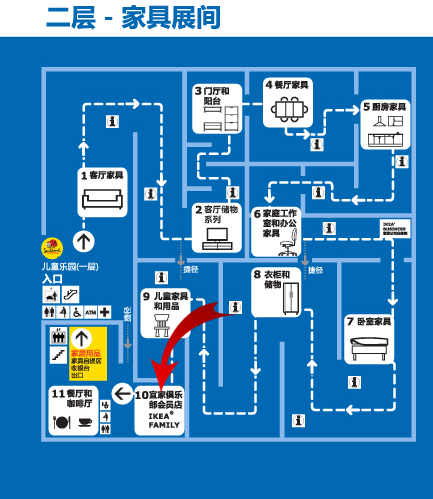 二层 - 家具展间
3 门厅和
阳台
4 餐厅家具
5 厨房家具
1 客厅家具
2 客厅储物
系列
6 家庭工作
室和办公
家具
IKEA
BUSINESS
儿童乐园(一层)
入口
捷径
捷径
捷径
8 衣柜和
储物
9 儿童家具
和用品
7 卧室家具
ATM
家居用品
家具自提区
收银台
出口
11 餐厅和
咖啡厅
10 宜家俱乐
部会员店
IKEA®
FAMILY